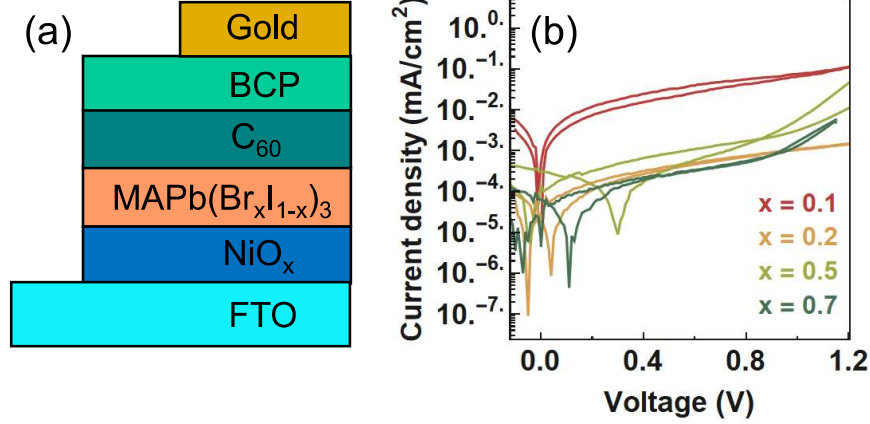 (a)
Gold
BCP
C₆₀
MAPb(BrₓI₁₋ₓ)₃
NiOₓ
FTO
(b)
Current density (mA/cm²)
10⁰·
10.⁻¹·
10.⁻²·
10.⁻³·
10.⁻⁴·
10.⁻⁵·
10.⁻⁶·
10.⁻⁷·
x = 0.1
x = 0.2
x = 0.5
x = 0.7
0.0 0.4 0.8 1.2
Voltage (V)